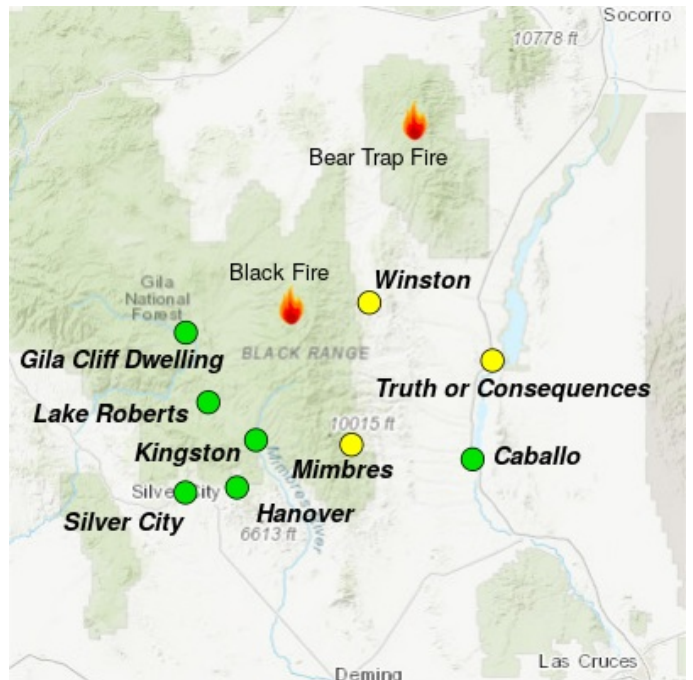 Socorro
10778 ft
Bear Trap Fire
Black Fire
Winston
Gila
National
Forest
Gila Cliff Dwelling
BLACK RANGE
Truth or Consequences
Lake Roberts
10015 ft
Kingston
Mimbres
Caballo
Mimbres River
Silver City
Silver City
Hanover
6613 ft
Las Cruces
Deming